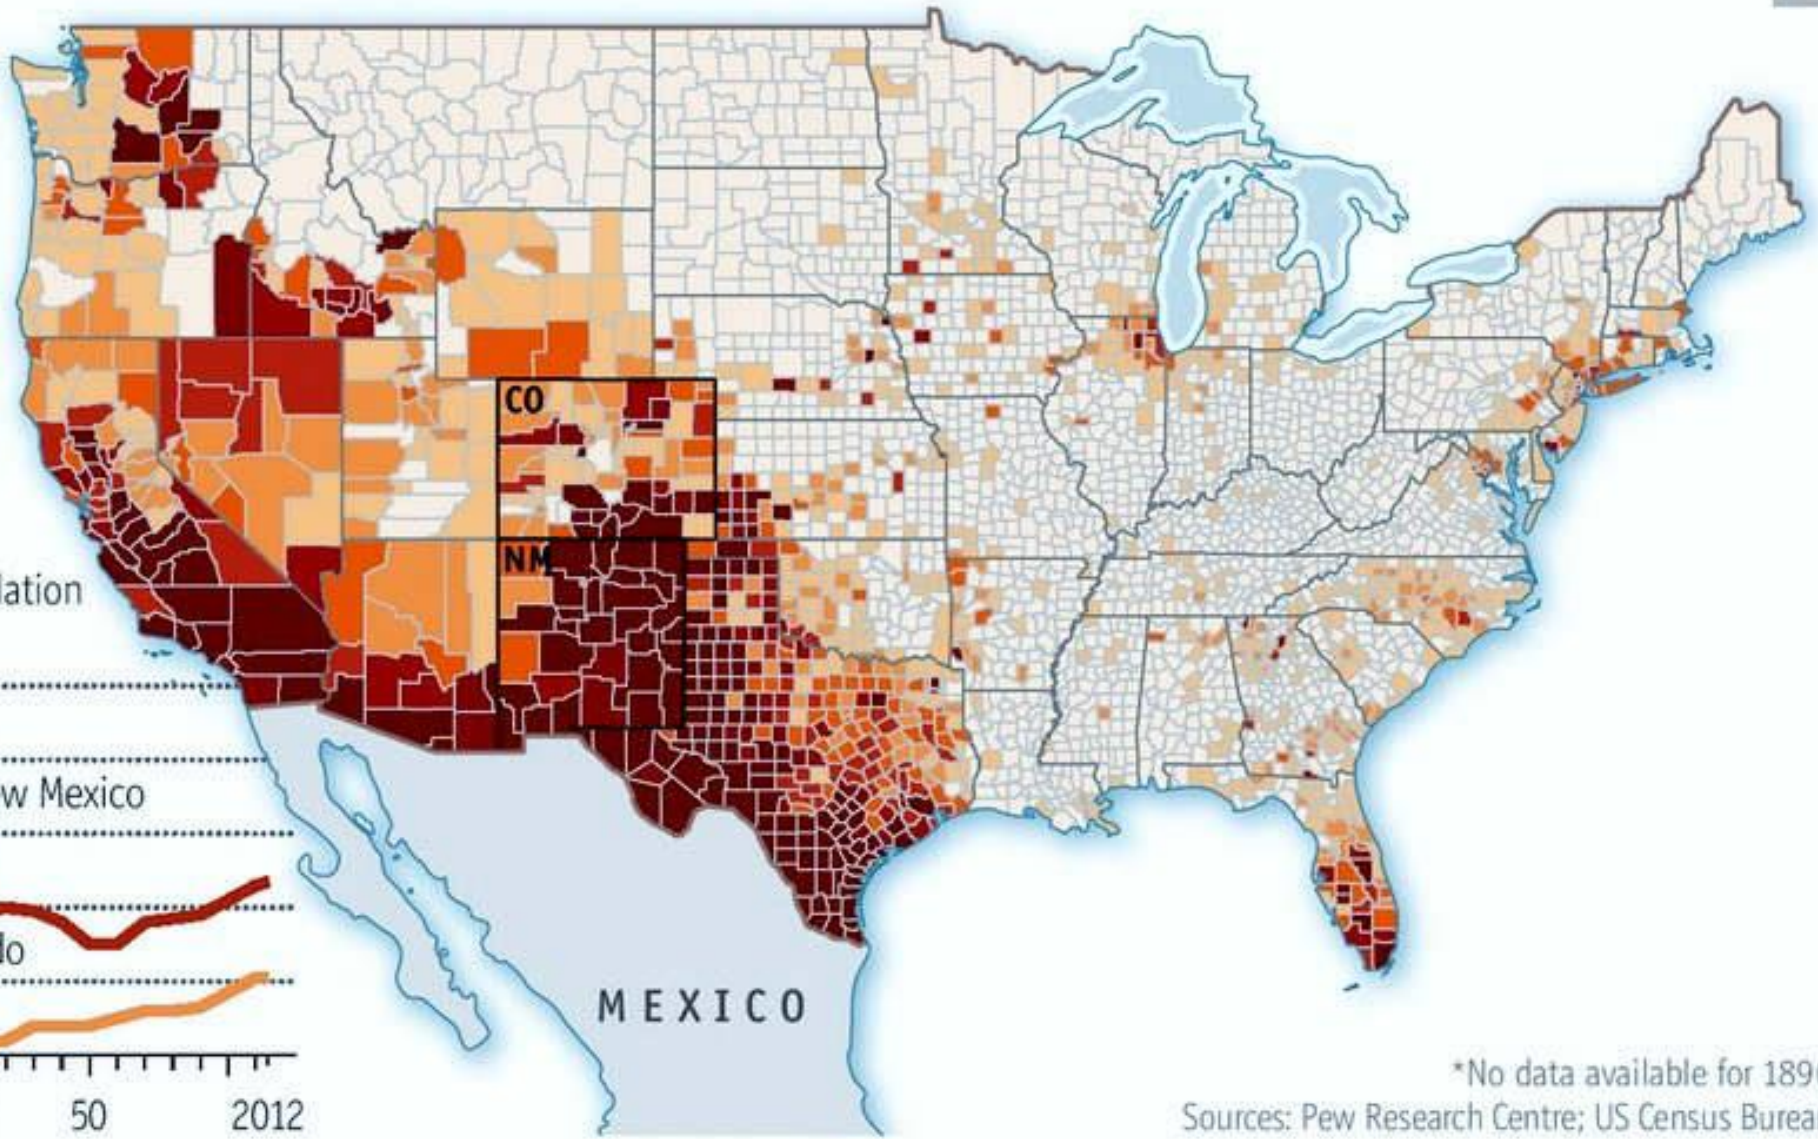 CO
NM
lation
w Mexico
lo
50 2012
MEXICO
*No data available for 189
Sources: Pew Research Centre; US Census Burea